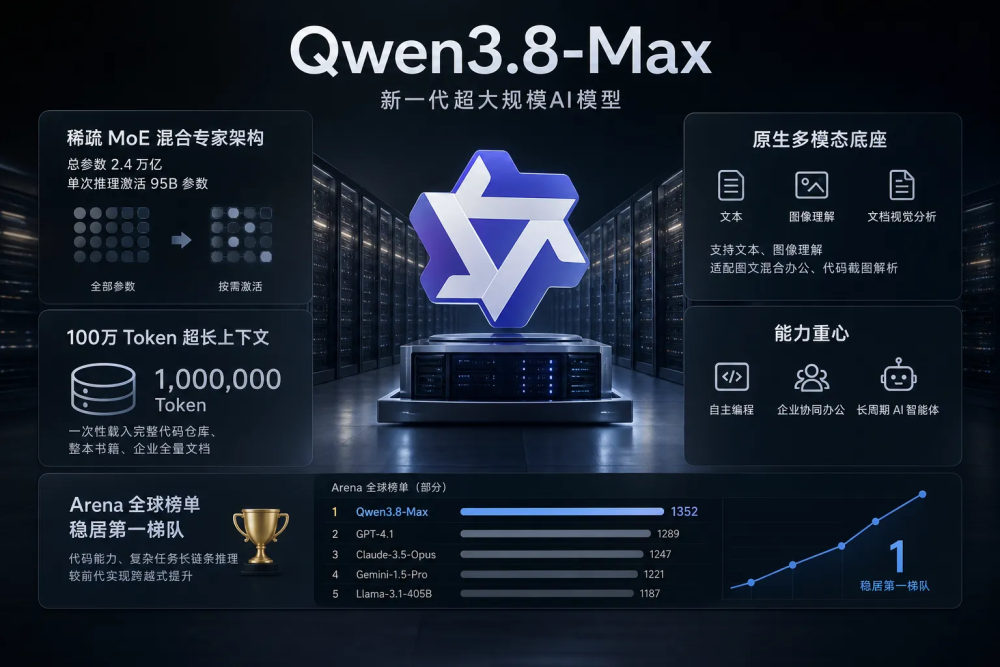 Qwen3.8-Max
新一代超大规模AI模型
稀疏 MoE 混合专家架构
总参数 2.4 万亿
单次推理激活 95B 参数
全部参数
按需激活
100万 Token 超长上下文
1,000,000
Token
一次性载入完整代码仓库、
整本书籍、企业全量文档
原生多模态底座
文本
图像理解
文档视觉分析
支持文本、图像理解
适配图文混合办公、代码截图解析
能力重心
自主编程
企业协同办公
长周期 AI 智能体
Arena 全球榜单
稳居第一梯队
代码能力、复杂任务长链条推理
较前代实现跨越式提升
Arena 全球榜单（部分）
1 Qwen3.8-Max 1352
2 GPT-4.1 1289
3 Claude-3.5-Opus 1247
4 Gemini-1.5-Pro 1221
5 Llama-3.1-405B 1187
1
稳居第一梯队